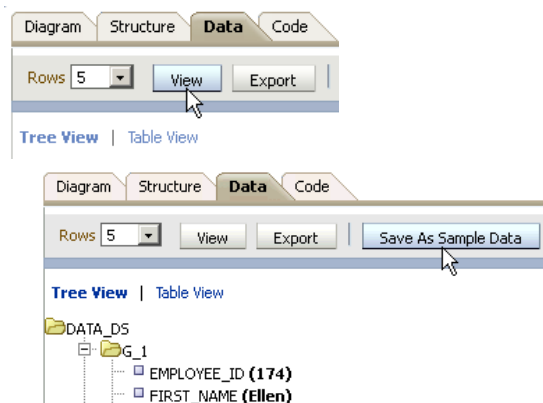 Diagram Structure Data Code
Rows 5 View Export
Tree View | Table View
Diagram Structure Data Code
Rows 5 View Export Save As Sample Data
Tree View | Table View
DATA_DS
G_1
EMPLOYEE_ID (174)
FIRST_NAME (Ellen)